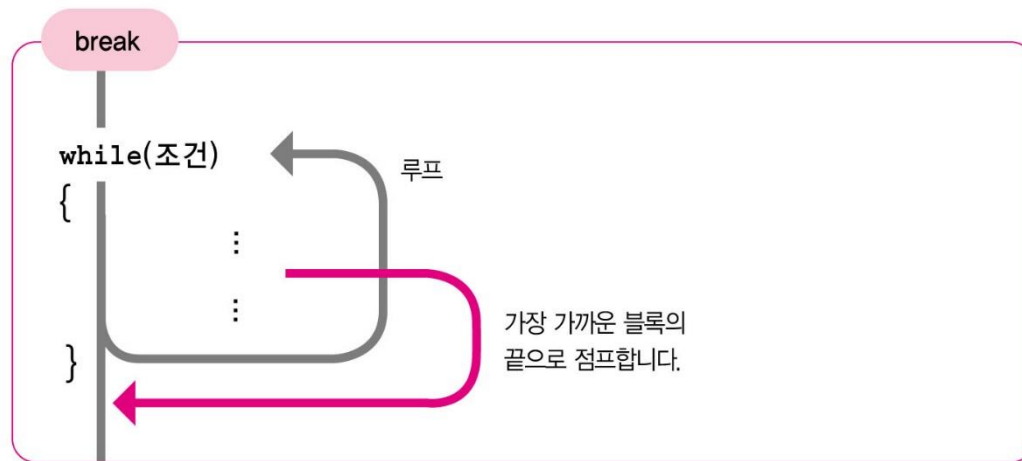 break
while(조건)
루프
{
⋮
⋮
가장 가까운 블록의
끝으로 점프합니다.
}